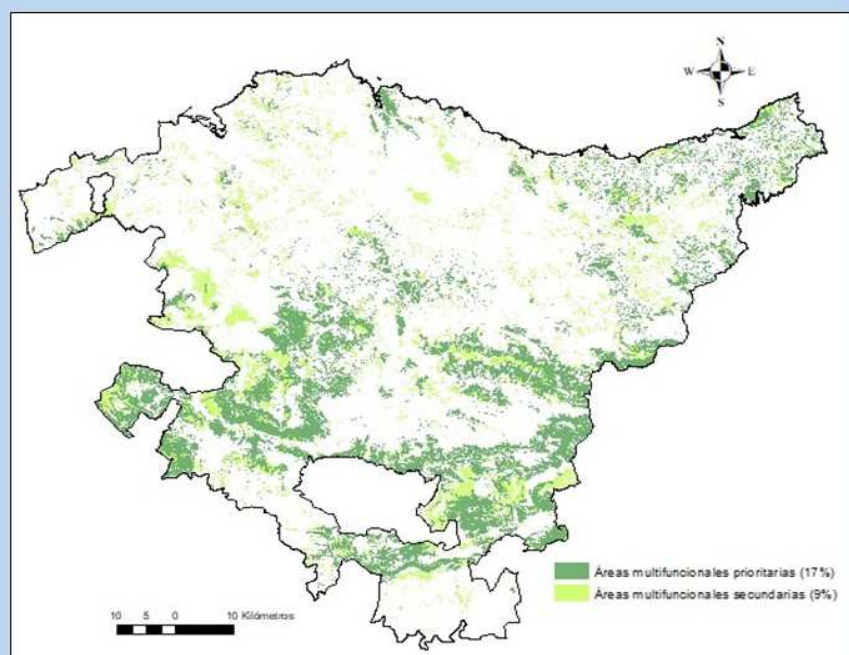 N
W E
S
Áreas multifuncionales prioritarias (17%)
Áreas multifuncionales secundarias (9%)
10 5 0 10 Kilómetros